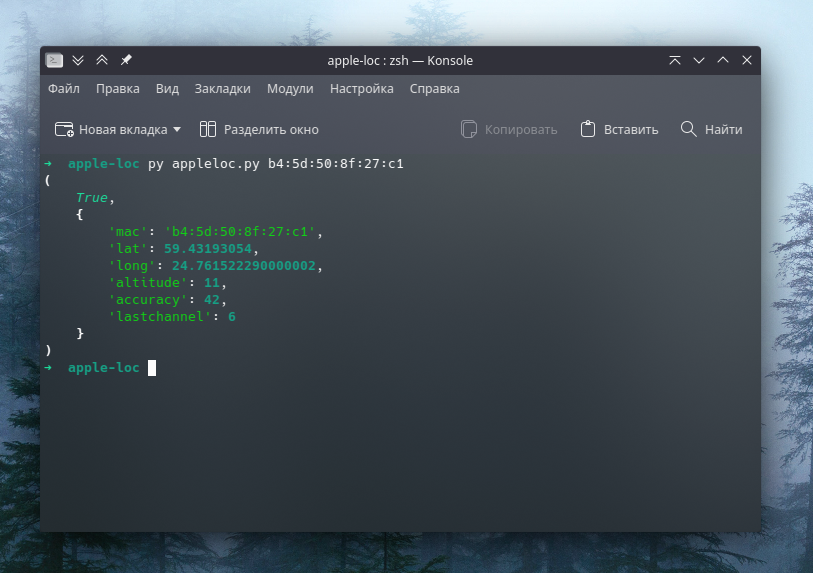 apple-loc : zsh — Konsole
Файл Правка Вид Закладки Модули Настройка Справка
Новая вкладка Разделить окно Копировать Вставить Найти
➜ apple-loc py appleloc.py b4:5d:50:8f:27:c1
(
    True,
    {
        'mac': 'b4:5d:50:8f:27:c1',
        'lat': 59.43193054,
        'long': 24.761522290000002,
        'altitude': 11,
        'accuracy': 42,
        'lastchannel': 6
    }
)
➜ apple-loc